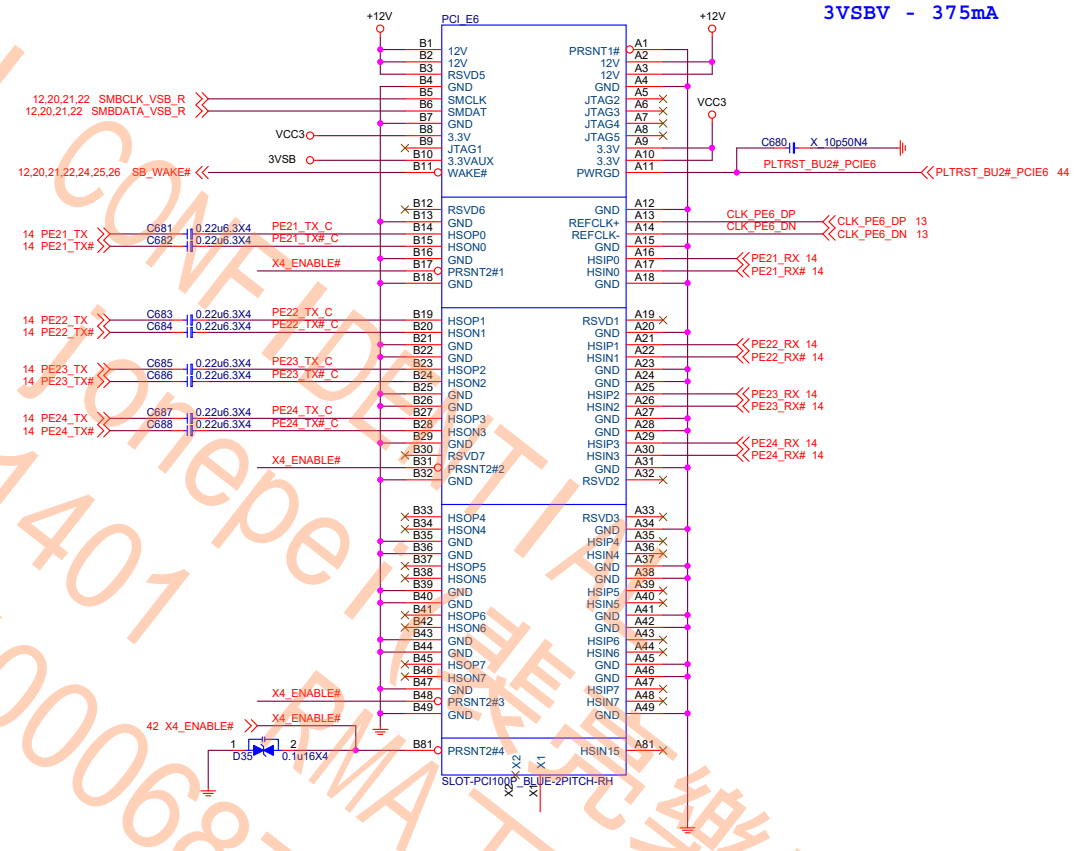 3VSBV - 375mA
+12V
+12V
PCI_E6
B1 12V PRSNT1# A1
B2 12V 12V A2
B3 RSVD5 12V A3
B4 GND GND A4
12,20,21,22 SMBCLK_VSB_R B5 SMCLK JTAG2 A5
12,20,21,22 SMBDATA_VSB_R B6 SMDAT JTAG3 A6
B7 GND JTAG4 A7
VCC3
VCC3 B8 3.3V JTAG5 A8
B9 JTAG1 3.3V A9
C680 X_10p50N4
3VSB B10 3.3VAUX 3.3V A10
PLTRST_BU2#_PCIE6
12,20,21,22,24,25,26 SB_WAKE# B11 WAKE# PWRGD A11 PLTRST_BU2#_PCIE6 44
B12 RSVD6 GND A12
B13 GND REFCLK+ A13 CLK_PE6_DP CLK_PE6_DP 13
14 PE21_TX C681 0.22u6.3X4 PE21_TX_C B14 HSOP0 REFCLK- A14 CLK_PE6_DN CLK_PE6_DN 13
14 PE21_TX# C682 0.22u6.3X4 PE21_TX#_C B15 HSON0 GND A15
B16 GND HSIP0 A16 PE21_RX 14
X4_ENABLE# B17 PRSNT2#1 HSIN0 A17 PE21_RX# 14
B18 GND GND A18
14 PE22_TX C683 0.22u6.3X4 PE22_TX_C B19 HSOP1 RSVD1 A19
14 PE22_TX# C684 0.22u6.3X4 PE22_TX#_C B20 HSON1 GND A20
B21 GND HSIP1 A21 PE22_RX 14
B22 GND HSIN1 A22 PE22_RX# 14
14 PE23_TX C685 0.22u6.3X4 PE23_TX_C B23 HSOP2 GND A23
14 PE23_TX# C686 0.22u6.3X4 PE23_TX#_C B24 HSON2 GND A24
B25 GND HSIP2 A25 PE23_RX 14
B26 GND HSIN2 A26 PE23_RX# 14
14 PE24_TX C687 0.22u6.3X4 PE24_TX_C B27 HSOP3 GND A27
14 PE24_TX# C688 0.22u6.3X4 PE24_TX#_C B28 HSON3 GND A28
B29 GND HSIP3 A29 PE24_RX 14
B30 RSVD7 HSIN3 A30 PE24_RX# 14
X4_ENABLE# B31 PRSNT2#2 GND A31
B32 GND RSVD2 A32
B33 HSOP4 RSVD3 A33
B34 HSON4 GND A34
B35 GND HSIP4 A35
B36 GND HSIN4 A36
B37 HSOP5 GND A37
B38 HSON5 GND A38
B39 GND HSIP5 A39
B40 GND HSIN5 A40
B41 HSOP6 GND A41
B42 HSON6 GND A42
B43 GND HSIP6 A43
B44 GND HSIN6 A44
B45 HSOP7 GND A45
B46 HSON7 GND A46
B47 GND HSIP7 A47
X4_ENABLE# B48 PRSNT2#3 HSIN7 A48
B49 GND GND A49
42 X4_ENABLE# X4_ENABLE#
1 2 B81 PRSNT2#4 HSIN15 A81
D35 0.1u16X4
X2 X1
SLOT-PCI100P_BLUE-2PITCH-RH
X2 X1
CONFIDENTIAL
jonepei(裴亮樂
1401
RMA T